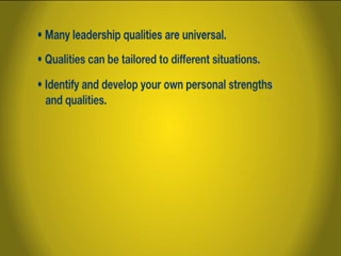 • Many leadership qualities are universal.
• Qualities can be tailored to different situations.
• Identify and develop your own personal strengths
and qualities.